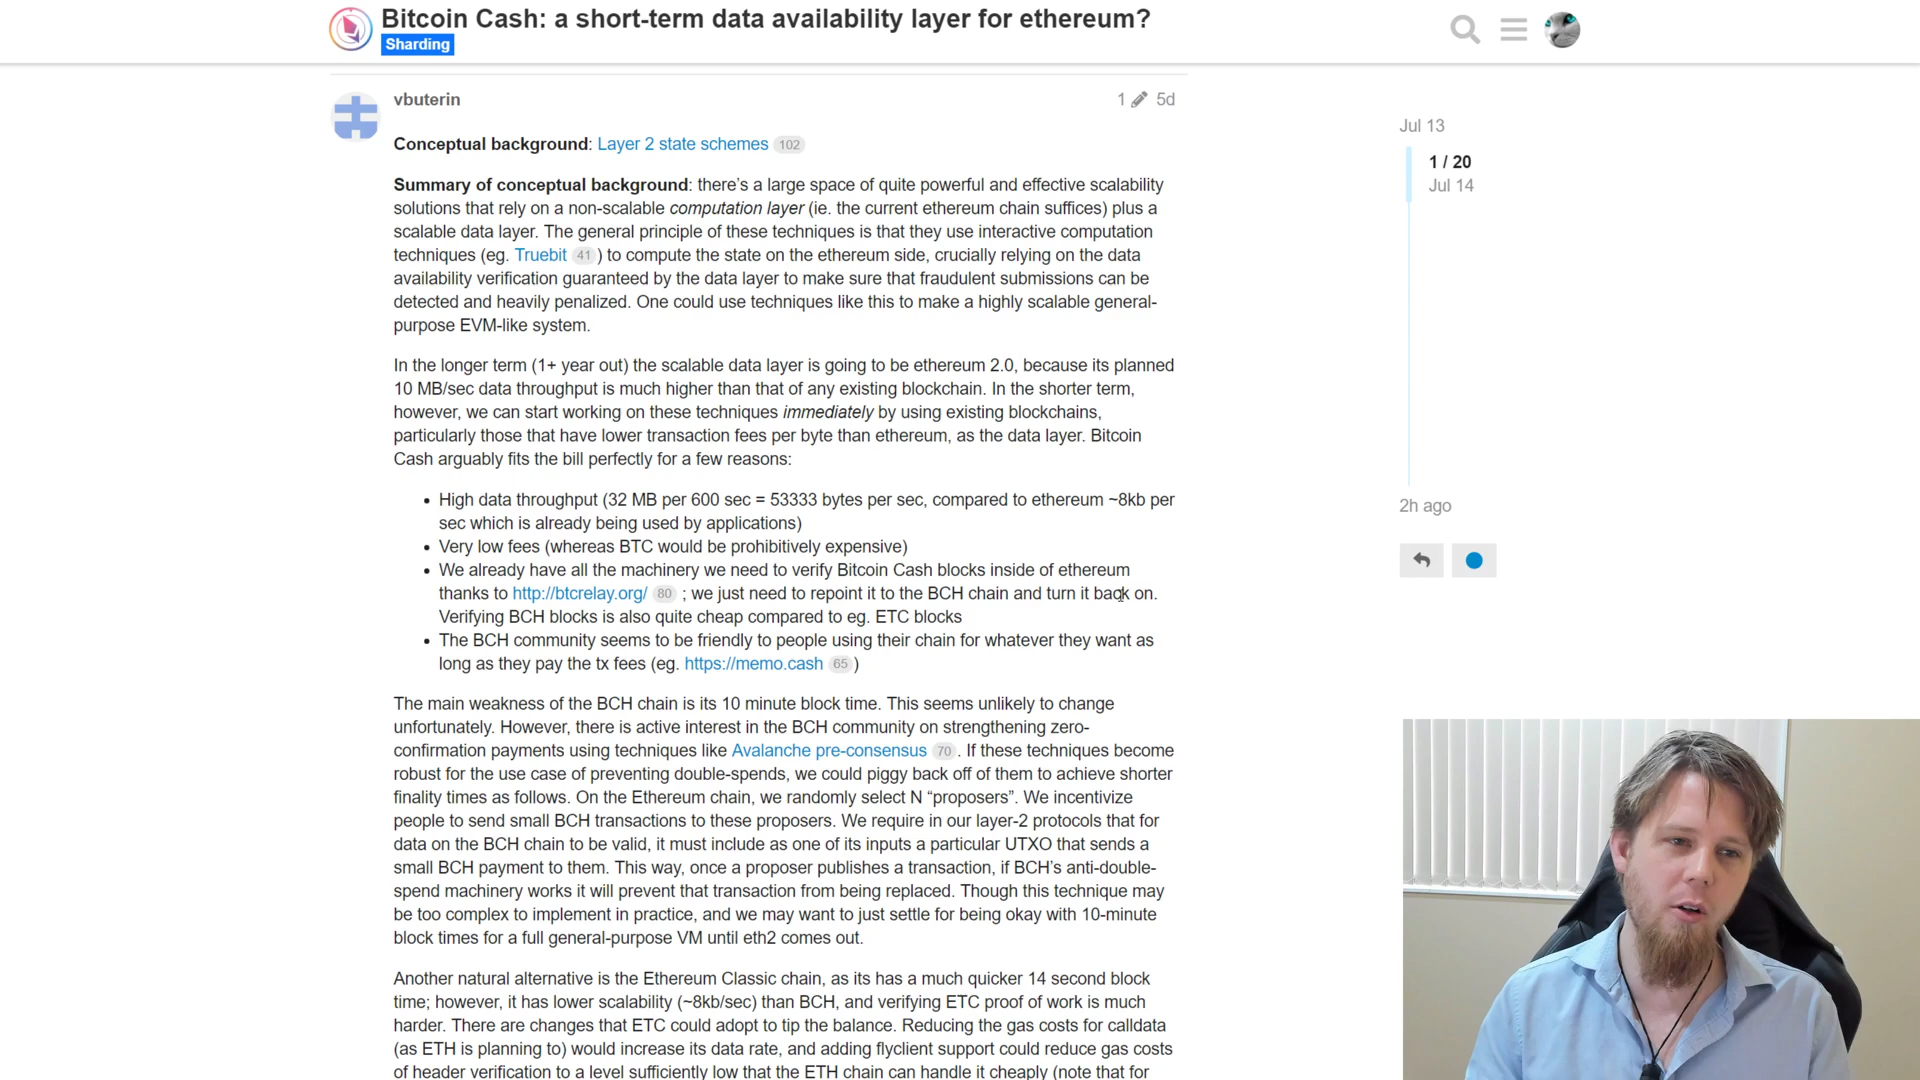 Bitcoin Cash: a short-term data availability layer for ethereum?
Sharding
vbuterin
1 5d
Conceptual background: Layer 2 state schemes 102
Summary of conceptual background: there's a large space of quite powerful and effective scalability
solutions that rely on a non-scalable computation layer (ie. the current ethereum chain suffices) plus a
scalable data layer. The general principle of these techniques is that they use interactive computation
techniques (eg. Truebit 41 ) to compute the state on the ethereum side, crucially relying on the data
availability verification guaranteed by the data layer to make sure that fraudulent submissions can be
detected and heavily penalized. One could use techniques like this to make a highly scalable general-
purpose EVM-like system.
In the longer term (1+ year out) the scalable data layer is going to be ethereum 2.0, because its planned
10 MB/sec data throughput is much higher than that of any existing blockchain. In the shorter term,
however, we can start working on these techniques immediately by using existing blockchains,
particularly those that have lower transaction fees per byte than ethereum, as the data layer. Bitcoin
Cash arguably fits the bill perfectly for a few reasons:
• High data throughput (32 MB per 600 sec = 53333 bytes per sec, compared to ethereum ~8kb per
sec which is already being used by applications)
• Very low fees (whereas BTC would be prohibitively expensive)
• We already have all the machinery we need to verify Bitcoin Cash blocks inside of ethereum
thanks to http://btcrelay.org/ 80 ; we just need to repoint it to the BCH chain and turn it back on.
Verifying BCH blocks is also quite cheap compared to eg. ETC blocks
• The BCH community seems to be friendly to people using their chain for whatever they want as
long as they pay the tx fees (eg. https://memo.cash 65 )
The main weakness of the BCH chain is its 10 minute block time. This seems unlikely to change
unfortunately. However, there is active interest in the BCH community on strengthening zero-
confirmation payments using techniques like Avalanche pre-consensus 70 . If these techniques become
robust for the use case of preventing double-spends, we could piggy back off of them to achieve shorter
finality times as follows. On the Ethereum chain, we randomly select N “proposers”. We incentivize
people to send small BCH transactions to these proposers. We require in our layer-2 protocols that for
data on the BCH chain to be valid, it must include as one of its inputs a particular UTXO that sends a
small BCH payment to them. This way, once a proposer publishes a transaction, if BCH's anti-double-
spend machinery works it will prevent that transaction from being replaced. Though this technique may
be too complex to implement in practice, and we may want to just settle for being okay with 10-minute
block times for a full general-purpose VM until eth2 comes out.
Another natural alternative is the Ethereum Classic chain, as its has a much quicker 14 second block
time; however, it has lower scalability (~8kb/sec) than BCH, and verifying ETC proof of work is much
harder. There are changes that ETC could adopt to tip the balance. Reducing the gas costs for calldata
(as ETH is planning to) would increase its data rate, and adding flyclient support could reduce gas costs
of header verification to a level sufficiently low that the ETH chain can handle it cheaply (note that for
Jul 13
1 / 20
Jul 14
2h ago